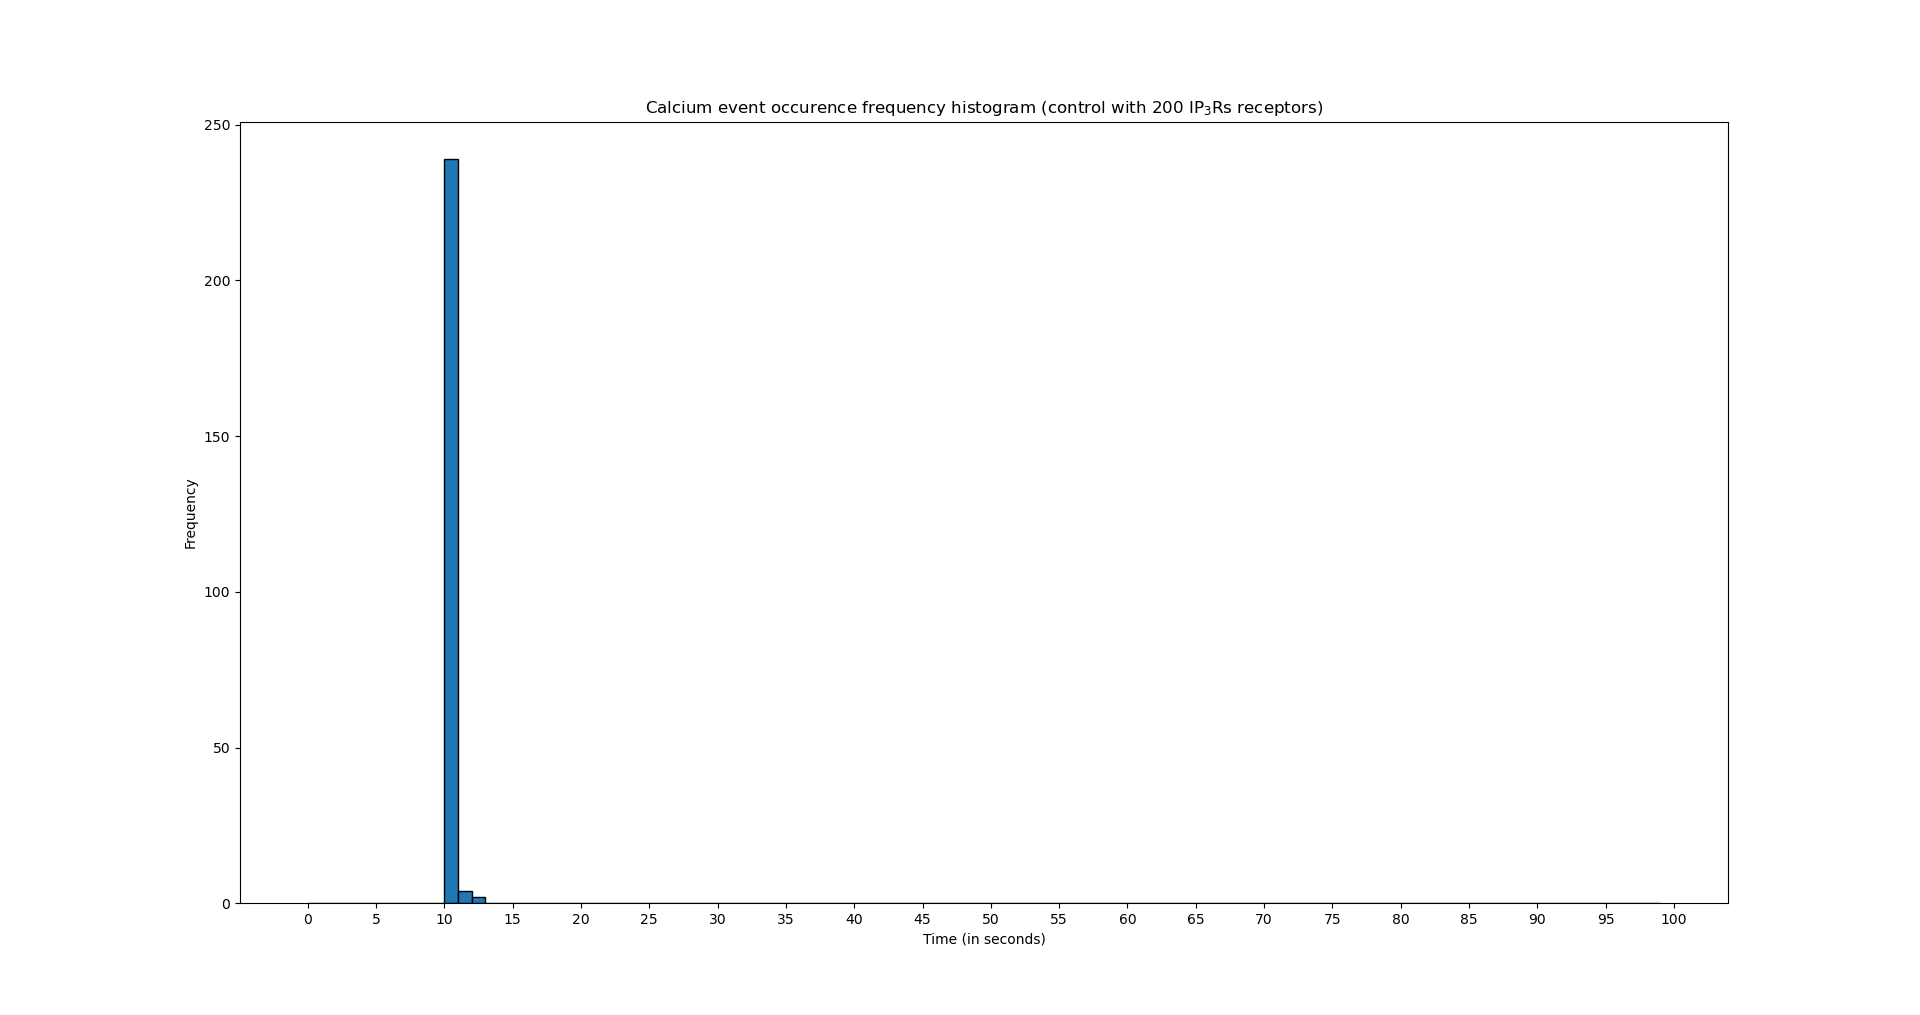 Calcium event occurence frequency histogram (control with 200 IP₃Rs receptors)
250
200
150
100
50
0
Frequency
0 5 10 15 20 25 30 35 40 45 50 55 60 65 70 75 80 85 90 95 100
Time (in seconds)